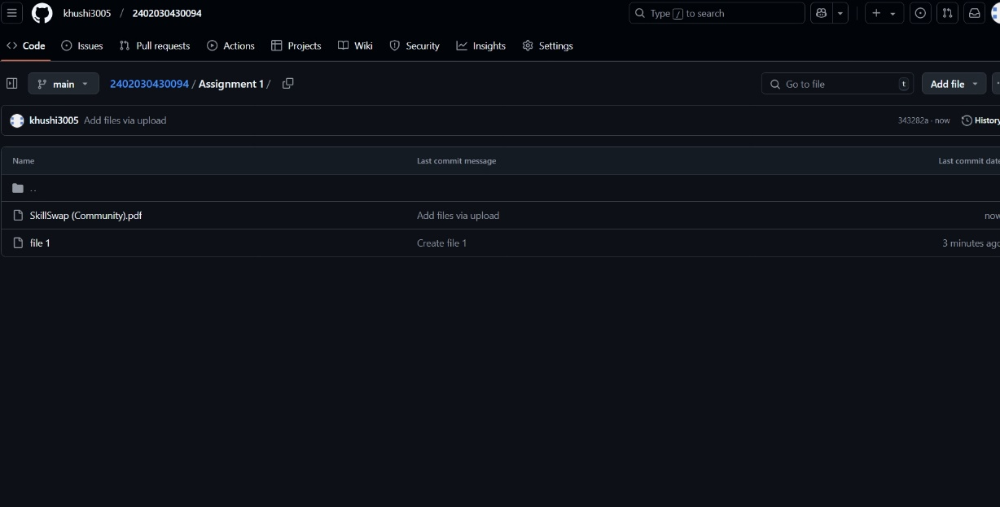 khushi3005 / 2402030430094 Type / to search
Code Issues Pull requests Actions Projects Wiki Security Insights Settings
main 2402030430094 / Assignment 1 / Go to file t Add file
khushi3005 Add files via upload 343282a · now History
Name Last commit message Last commit date
..
SkillSwap (Community).pdf Add files via upload now
file 1 Create file 1 3 minutes ago